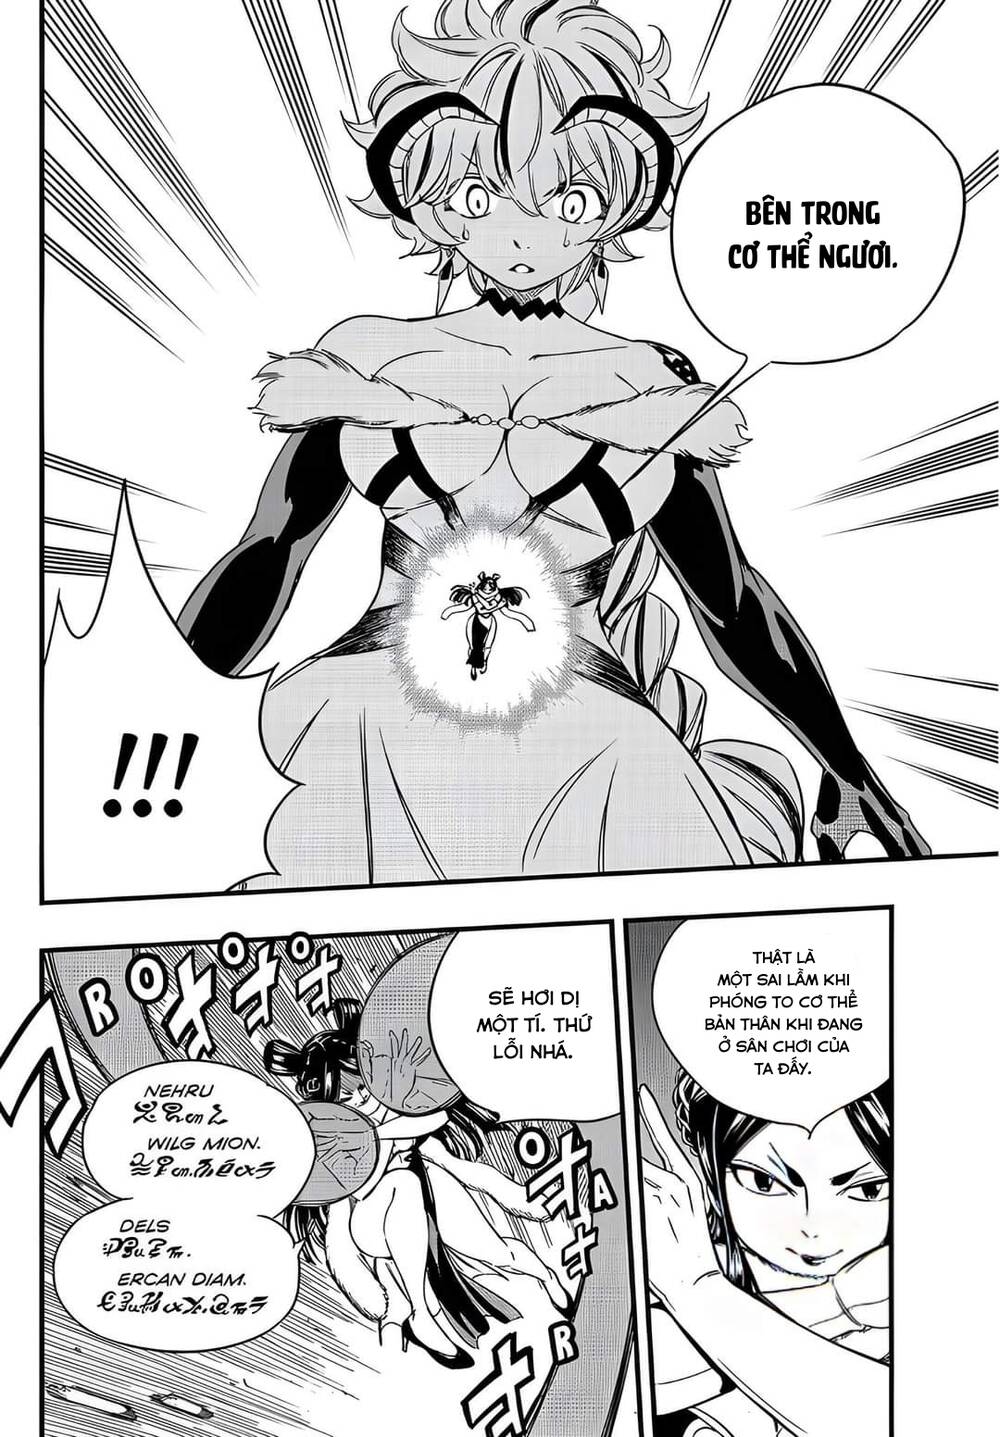 BÊN TRONG
CƠ THỂ NGƯƠI.
!!!
THẬT LÀ
MỘT SAI LẦM KHI
PHÓNG TO CƠ THỂ
BẢN THÂN KHI ĐANG
Ở SÂN CHƠI CỦA
TA ĐẤY.
SẼ HƠI DỊ
MỘT TÍ. THỨ
LỖI NHÁ.
ROOOOAR
NEHRU
WILG MION.
DELS
ERCAN DIAM.